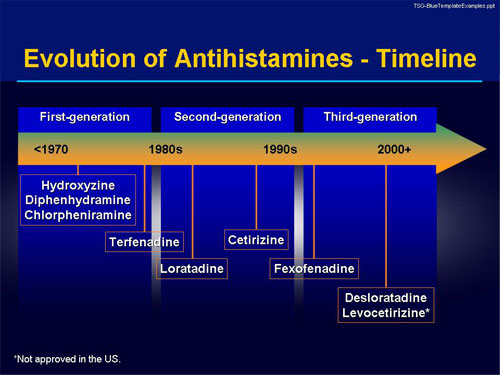 TSG-BlueTemplateExamples.ppt
Evolution of Antihistamines - Timeline
First-generation
Second-generation
Third-generation
<1970
1980s
1990s
2000+
Hydroxyzine
Diphenhydramine
Chlorpheniramine
Terfenadine
Cetirizine
Loratadine
Fexofenadine
Desloratadine
Levocetirizine*
*Not approved in the US.